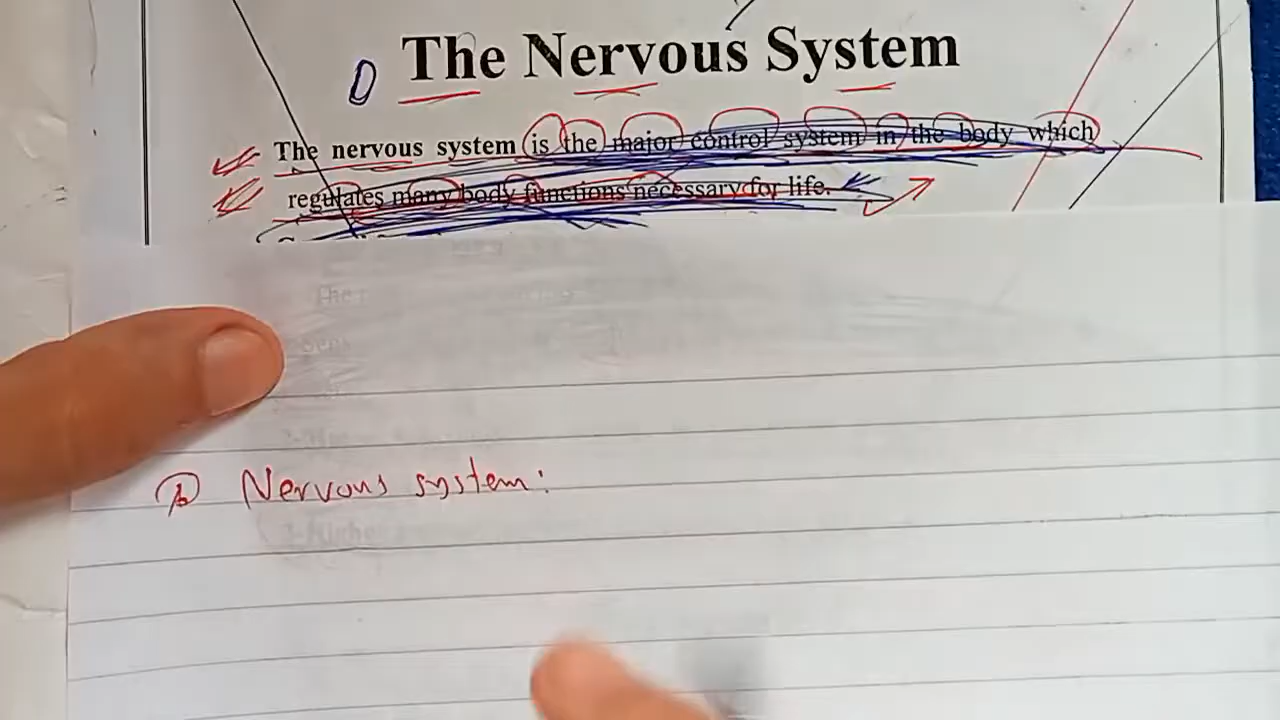 The Nervous System
The nervous system is the major control system in the body which
regulates many body functions necessary for life.
The
Nervous system: